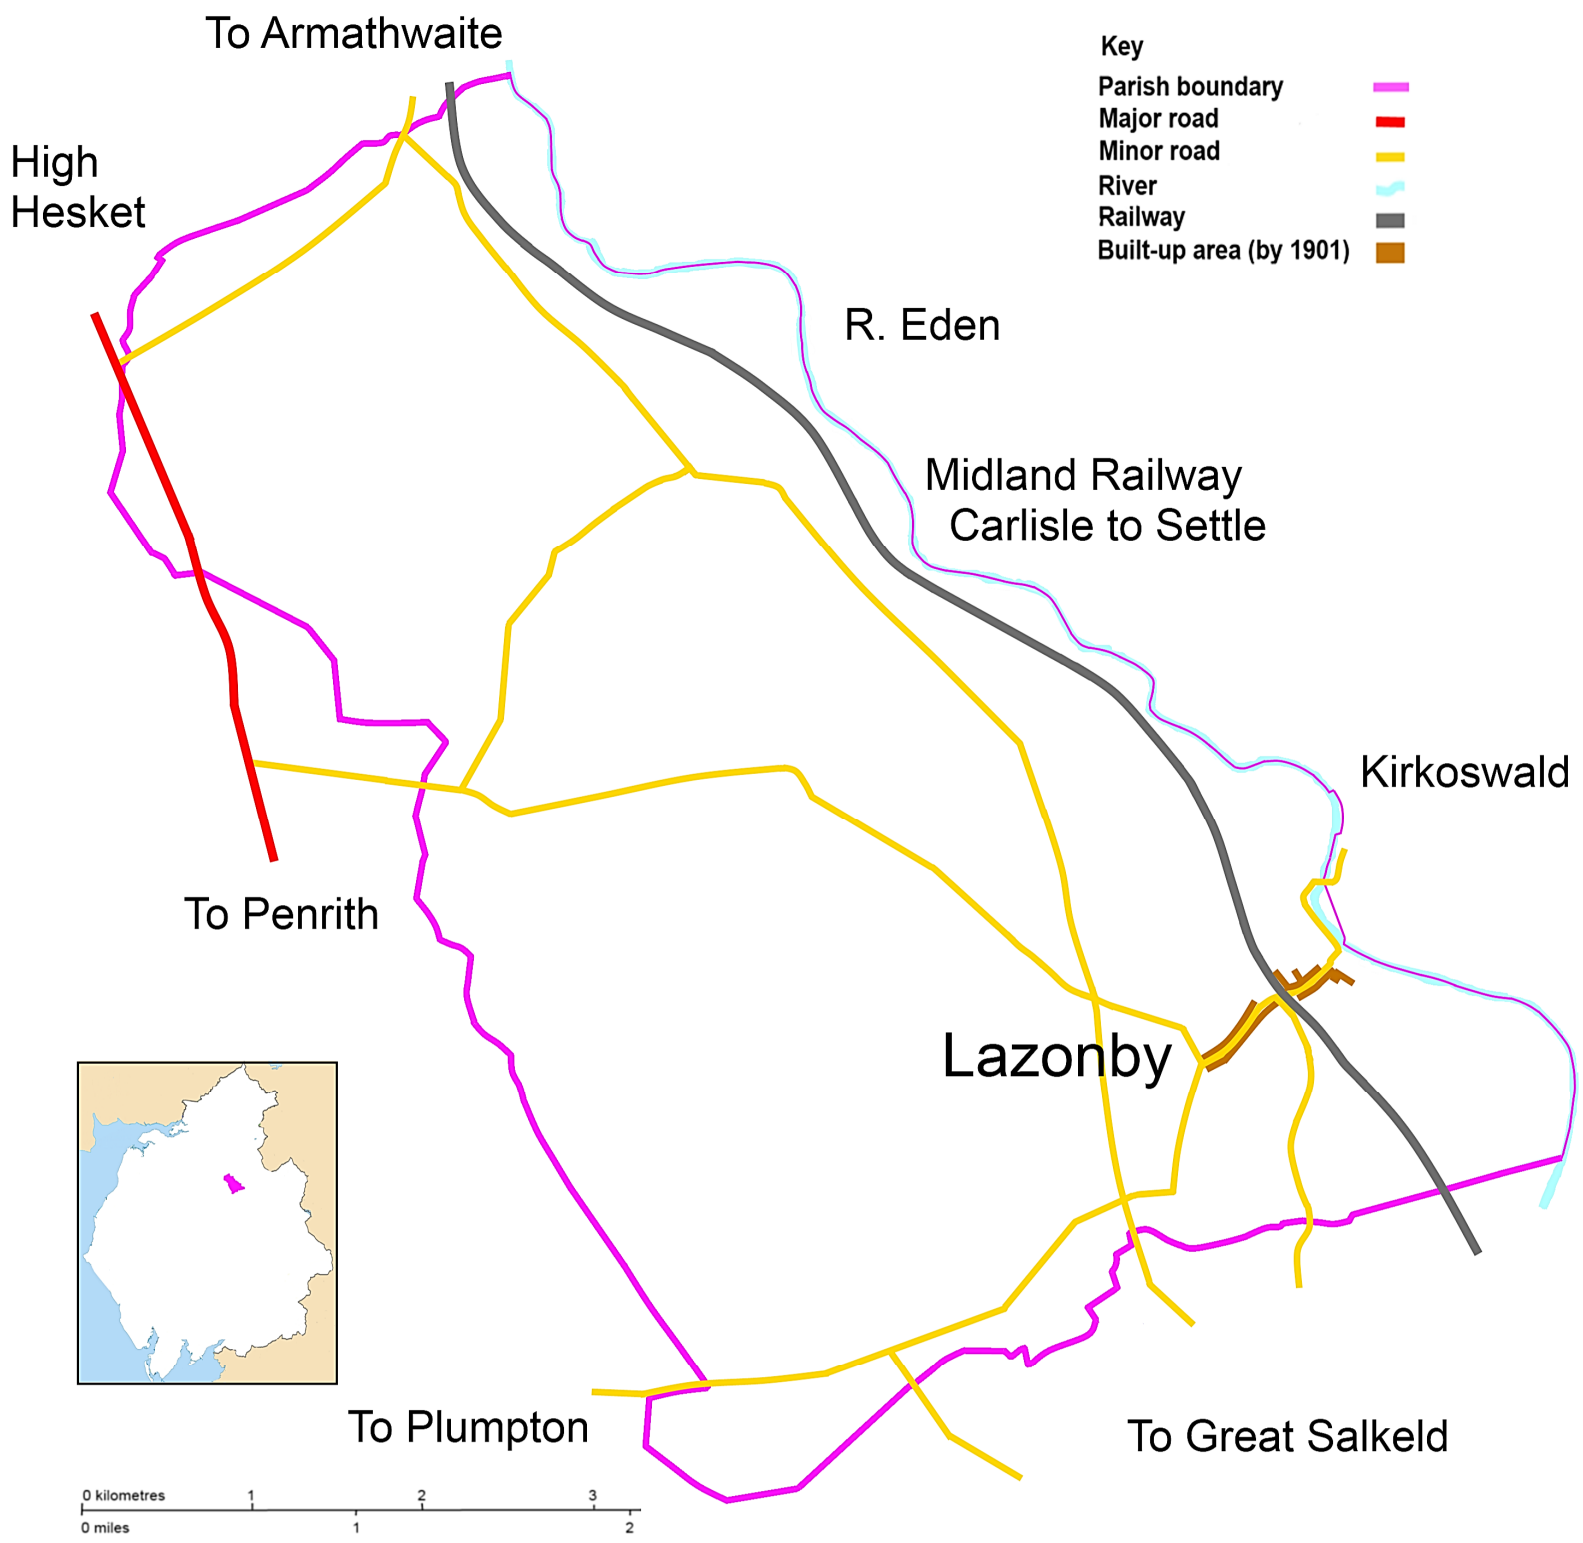 To Armathwaite
Key
Parish boundary
Major road
Minor road
River
Railway
Built-up area (by 1901)
High
Hesket
R. Eden
Midland Railway
Carlisle to Settle
Kirkoswald
To Penrith
Lazonby
To Plumpton
To Great Salkeld
0 kilometres 1 2 3
0 miles 1 2